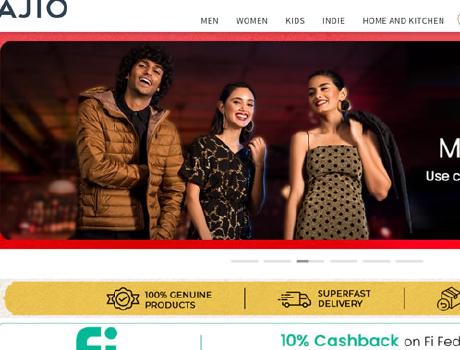 AJIO
MEN WOMEN KIDS INDIE HOME AND KITCHEN
Use c
100% GENUINE
PRODUCTS
SUPERFAST
DELIVERY
fi
10% Cashback on Fi Fed